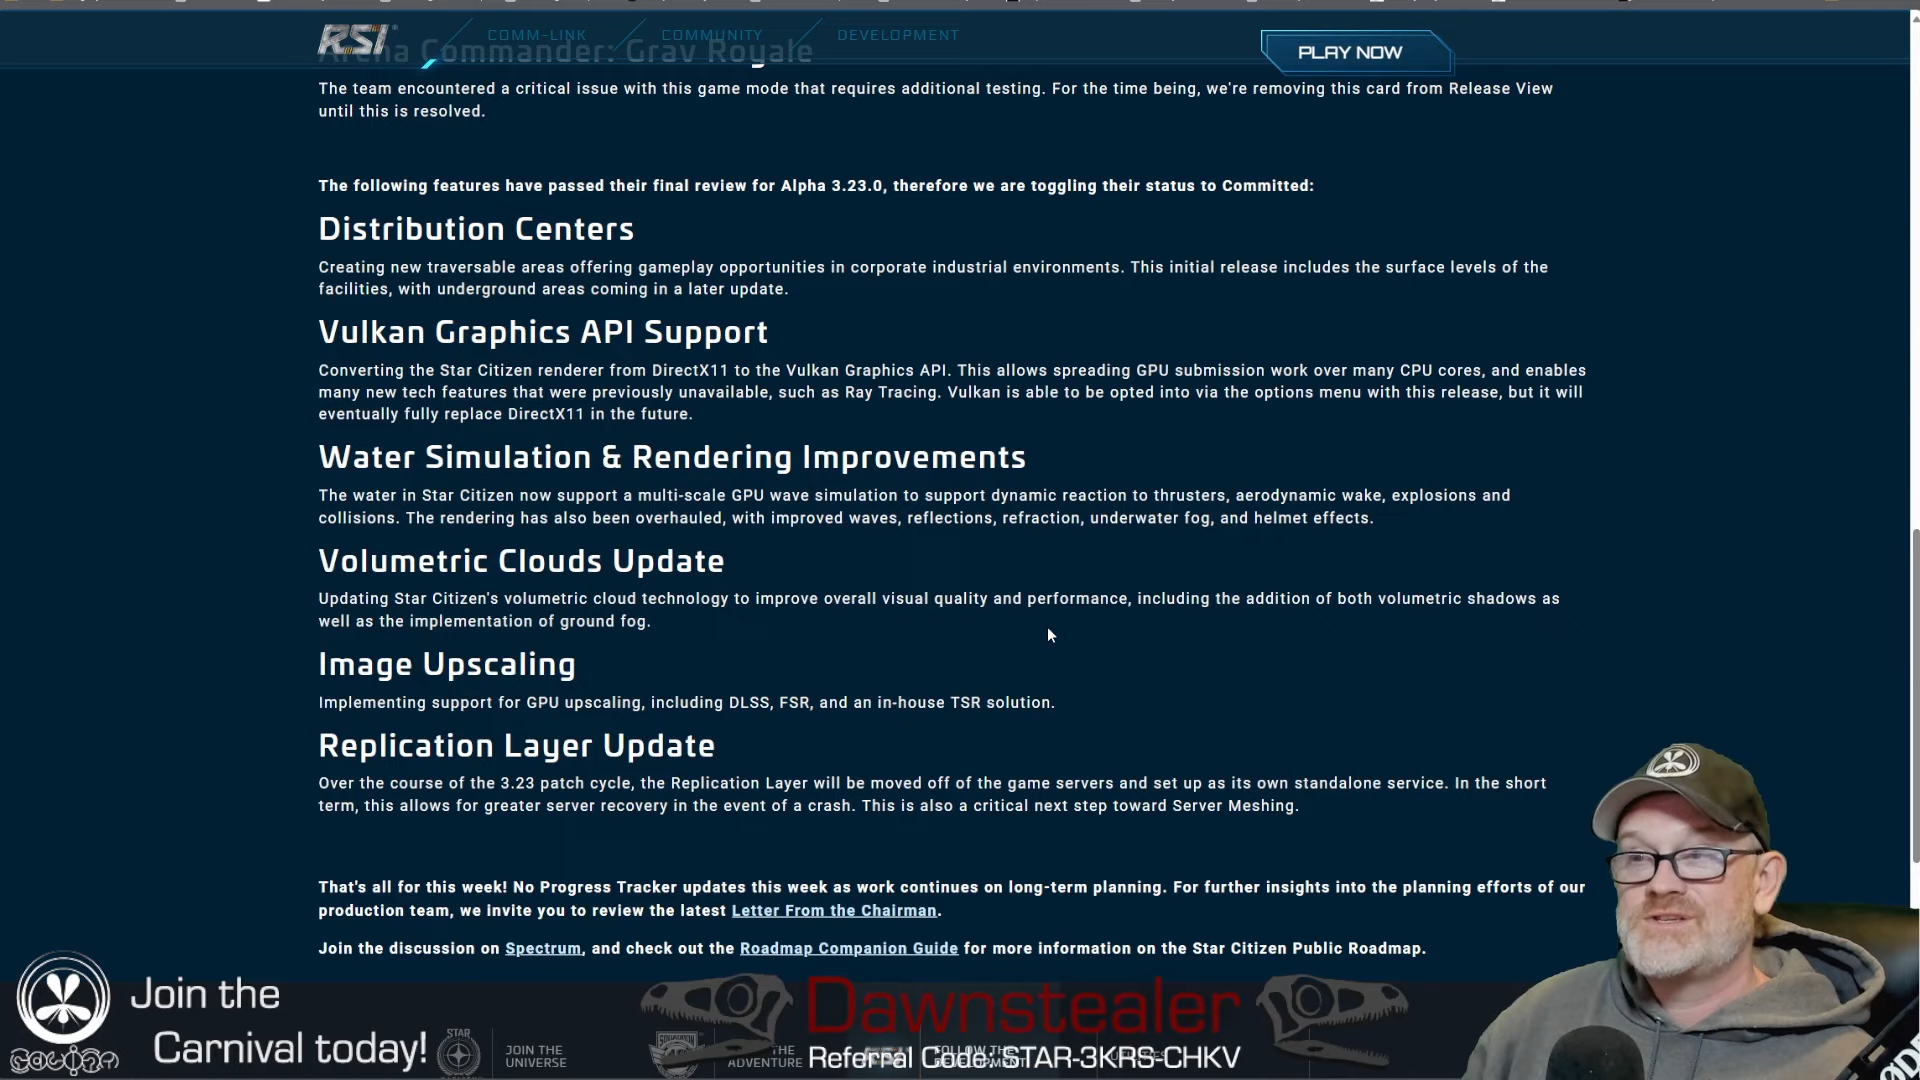 RSI
COMM-LINK
COMMUNITY
DEVELOPMENT
PLAY NOW
Arena Commander: Grav Royale
The team encountered a critical issue with this game mode that requires additional testing. For the time being, we're removing this card from Release View
until this is resolved.
The following features have passed their final review for Alpha 3.23.0, therefore we are toggling their status to Committed:
Distribution Centers
Creating new traversable areas offering gameplay opportunities in corporate industrial environments. This initial release includes the surface levels of the
facilities, with underground areas coming in a later update.
Vulkan Graphics API Support
Converting the Star Citizen renderer from DirectX11 to the Vulkan Graphics API. This allows spreading GPU submission work over many CPU cores, and enables
many new tech features that were previously unavailable, such as Ray Tracing. Vulkan is able to be opted into via the options menu with this release, but it will
eventually fully replace DirectX11 in the future.
Water Simulation & Rendering Improvements
The water in Star Citizen now support a multi-scale GPU wave simulation to support dynamic reaction to thrusters, aerodynamic wake, explosions and
collisions. The rendering has also been overhauled, with improved waves, reflections, refraction, underwater fog, and helmet effects.
Volumetric Clouds Update
Updating Star Citizen's volumetric cloud technology to improve overall visual quality and performance, including the addition of both volumetric shadows as
well as the implementation of ground fog.
Image Upscaling
Implementing support for GPU upscaling, including DLSS, FSR, and an in-house TSR solution.
Replication Layer Update
Over the course of the 3.23 patch cycle, the Replication Layer will be moved off of the game servers and set up as its own standalone service. In the short
term, this allows for greater server recovery in the event of a crash. This is also a critical next step toward Server Meshing.
That's all for this week! No Progress Tracker updates this week as work continues on long-term planning. For further insights into the planning efforts of our
production team, we invite you to review the latest Letter From the Chairman.
Join the discussion on Spectrum, and check out the Roadmap Companion Guide for more information on the Star Citizen Public Roadmap.
Join the
Carnival today!
STAR
JOIN THE
UNIVERSE
THE
ADVENTURE
FOLLOW THE
DEVELOPMENT
Dawnstealer
Referral Code: STAR-3KRS-CHKV